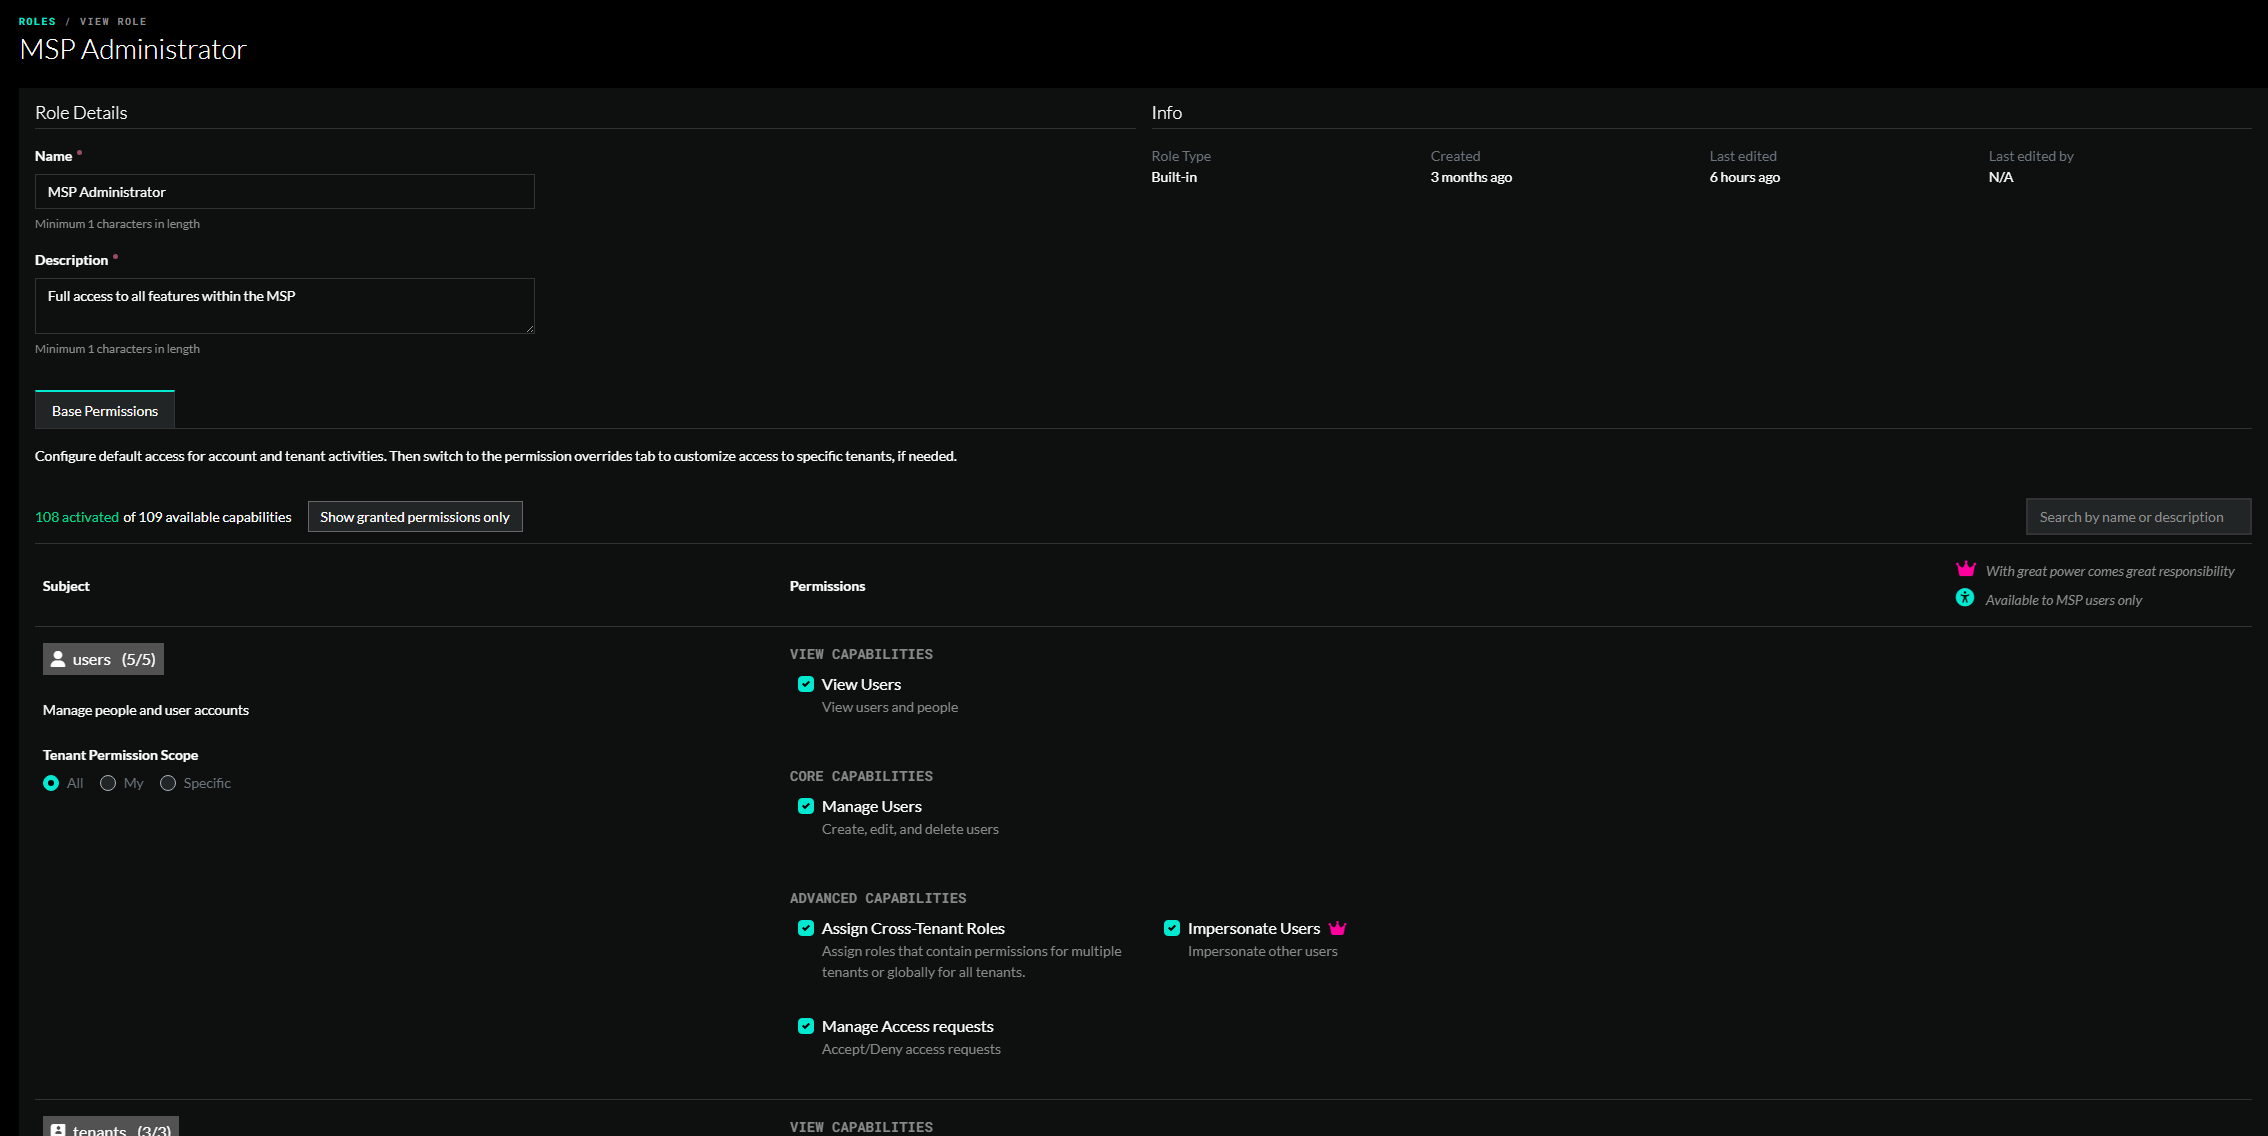 ROLES / VIEW ROLE
MSP Administrator
Role Details
Info
Name *
MSP Administrator
Minimum 1 characters in length
Role Type
Built-in
Created
3 months ago
Last edited
6 hours ago
Last edited by
N/A
Description *
Full access to all features within the MSP
Minimum 1 characters in length
Base Permissions
Configure default access for account and tenant activities. Then switch to the permission overrides tab to customize access to specific tenants, if needed.
108 activated of 109 available capabilities
Show granted permissions only
Search by name or description
Subject
Permissions
With great power comes great responsibility
Available to MSP users only
users (5/5)
Manage people and user accounts
Tenant Permission Scope
All My Specific
VIEW CAPABILITIES
View Users
View users and people
CORE CAPABILITIES
Manage Users
Create, edit, and delete users
ADVANCED CAPABILITIES
Assign Cross-Tenant Roles
Assign roles that contain permissions for multiple
tenants or globally for all tenants.
Impersonate Users
Impersonate other users
Manage Access requests
Accept/Deny access requests
tenants (3/3)
VIEW CAPABILITIES